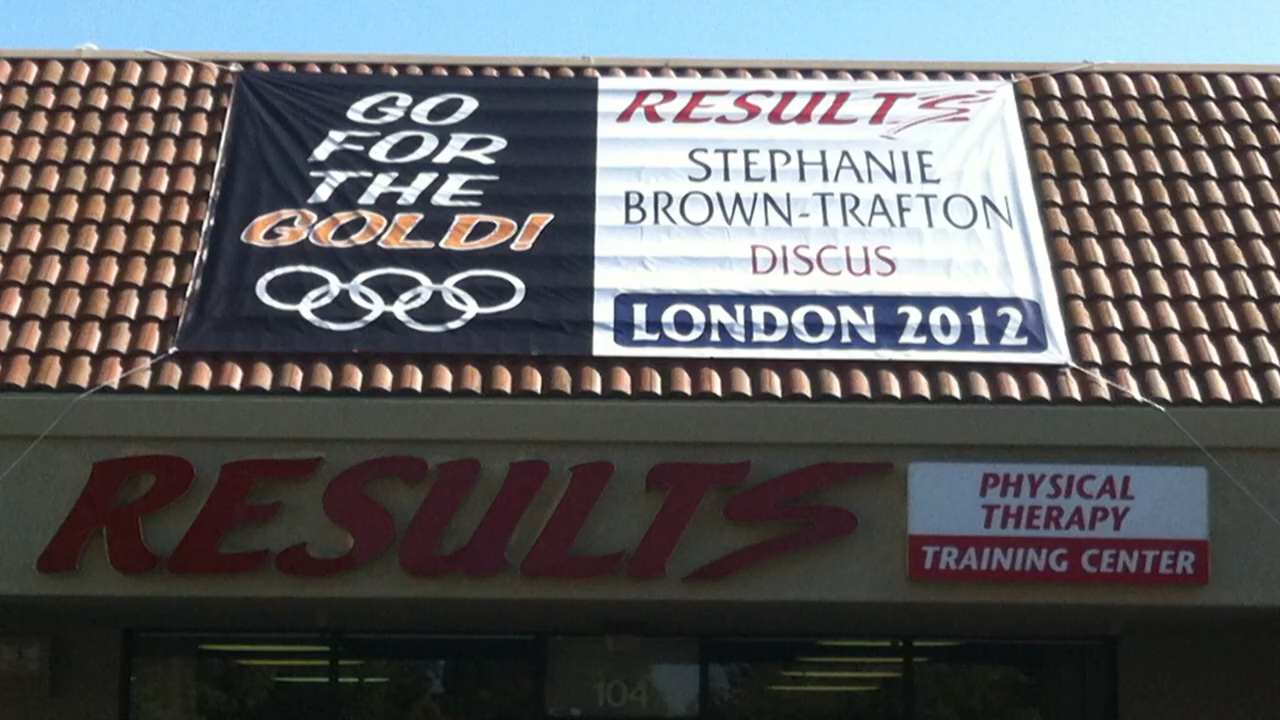 GO
FOR
THE
GOLD!
RESULTS
STEPHANIE
BROWN-TRAFTON
DISCUS
LONDON 2012
RESULTS
PHYSICAL
THERAPY
TRAINING CENTER
104